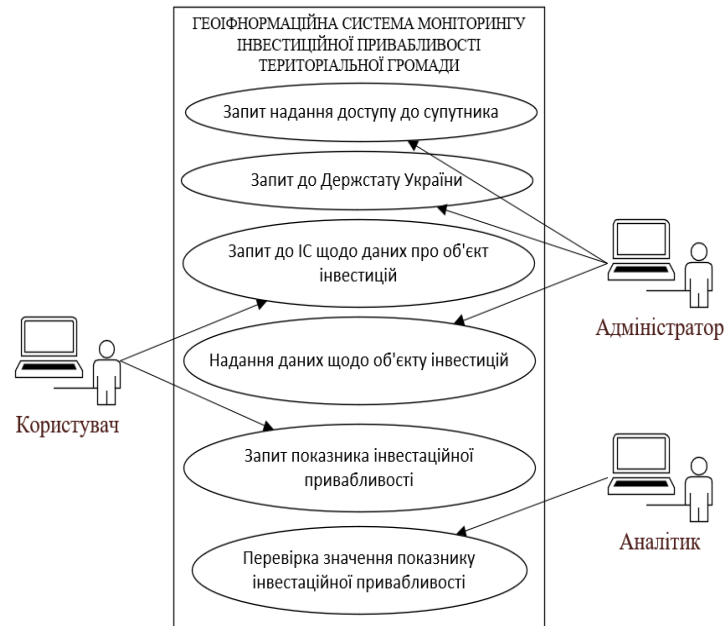 ГЕОІФНОРМАЦІЙНА СИСТЕМА МОНІТОРИНГУ
ІНВЕСТИЦІЙНОЇ ПРИВАБЛИВОСТІ
ТЕРИТОРІАЛЬНОЇ ГРОМАДИ
Запит надання доступу до супутника
Запит до Держстату України
Запит до ІС щодо даних про об'єкт
інвестицій
Надання даних щодо об'єкту інвестицій
Запит показника інвестаційної
привабливості
Перевірка значення показнику
інвестаційної привабливості
Користувач
Адміністратор
Аналітик